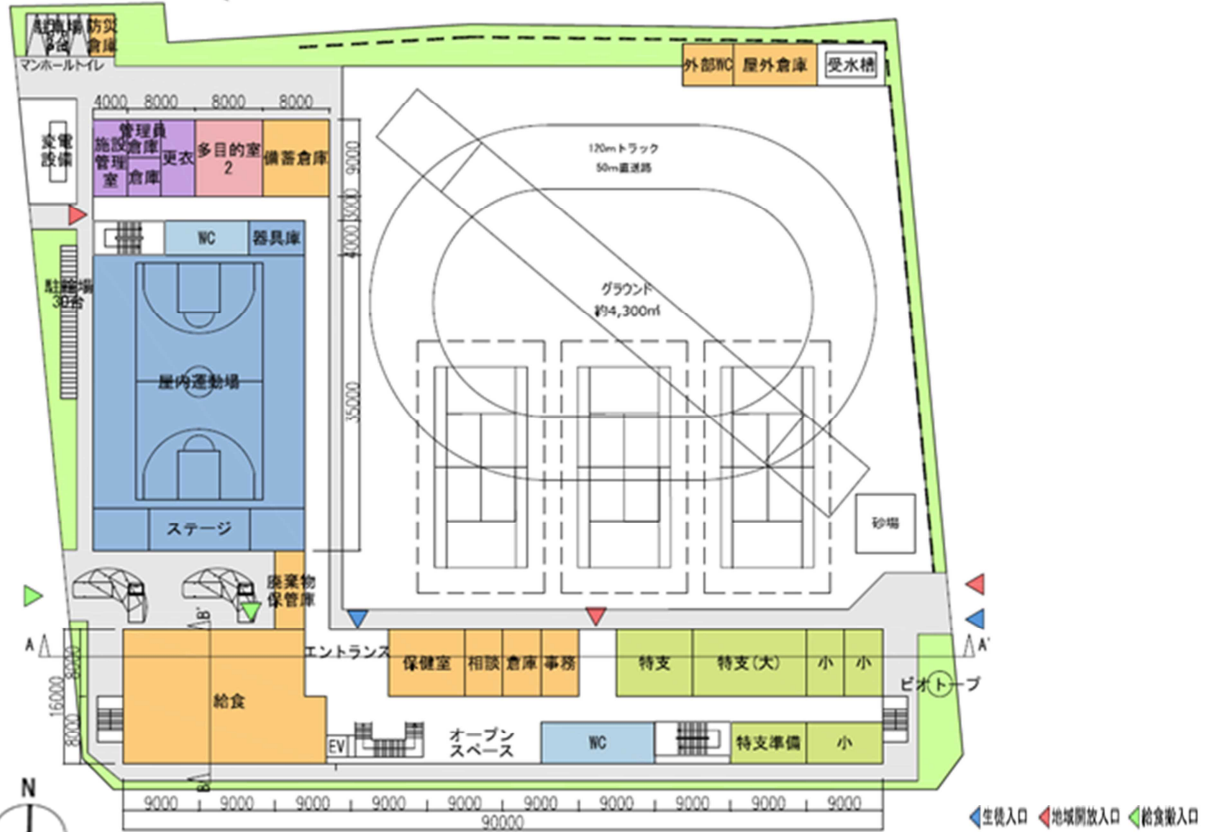 防災
倉庫
マンホールトイレ
外部WC
屋外倉庫
受水槽
4000
8000
8000
8000
変電
設備
施設
管理
室
管理員
倉庫
倉庫
更衣
多目的室
2
備蓄倉庫
9000
3000
4000
120mトラック
50m直送路
WC
器具庫
駐輪場
30台
グラウンド
約4,300㎡
屋内運動場
35000
ステージ
砂場
廃棄物
保管庫
B'
A
A'
エントランス
保健室
相談
倉庫
事務
特支
特支(大)
小
小
ビオトープ
8000
16000
8000
給食
EV
オープン
スペース
WC
特支準備
小
B
N
9000
9000
9000
9000
9000
9000
9000
9000
9000
9000
90000
生徒入口
地域開放入口
給食搬入口